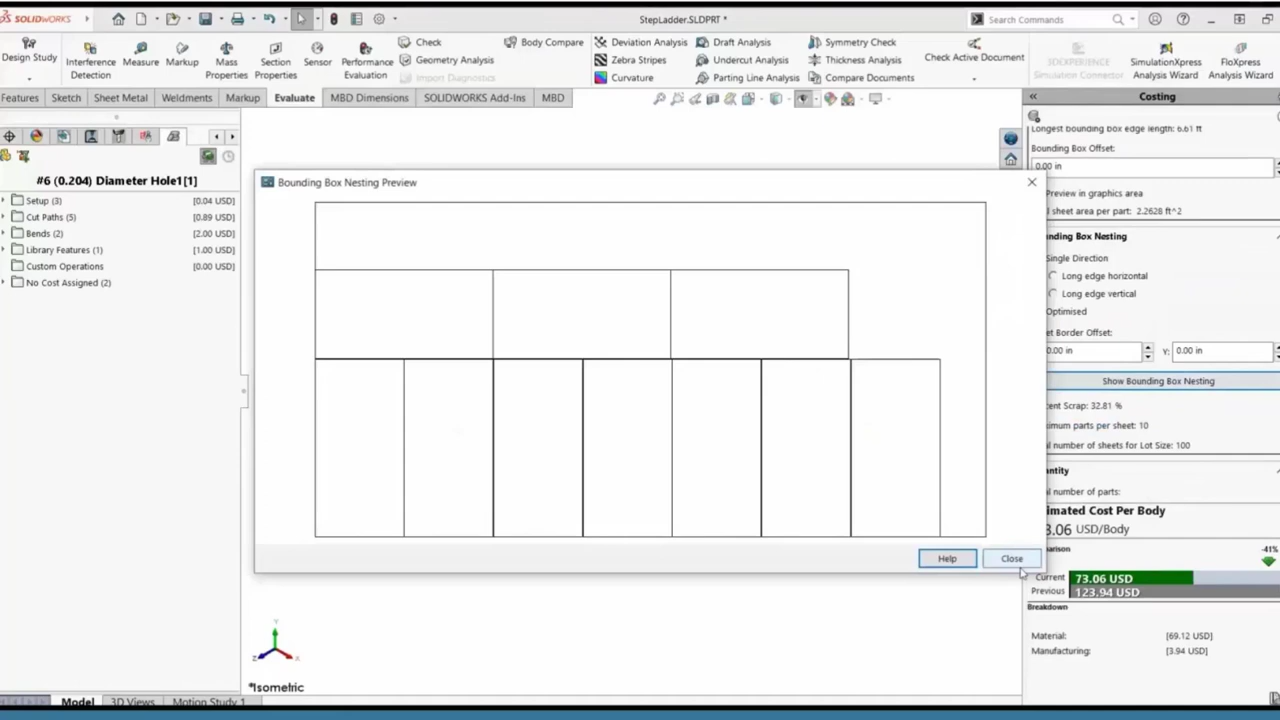 SOLIDWORKS
StepLadder.SLDPRT *
Search Commands
Design Study
Interference Detection
Measure
Markup
Mass Properties
Section Properties
Sensor
Performance Evaluation
Check
Geometry Analysis
Import Diagnostics
Body Compare
Deviation Analysis
Zebra Stripes
Curvature
Draft Analysis
Undercut Analysis
Parting Line Analysis
Symmetry Check
Thickness Analysis
Compare Documents
Check Active Document
3DEXPERIENCE Simulation Connector
SimulationXpress Analysis Wizard
FloXpress Analysis Wizard
Features
Sketch
Sheet Metal
Weldments
Markup
Evaluate
MBD Dimensions
SOLIDWORKS Add-Ins
MBD
Costing
#6 (0.204) Diameter Hole1[1]
Setup (3) [0.04 USD]
Cut Paths (5) [0.89 USD]
Bends (2) [2.00 USD]
Library Features (1) [1.00 USD]
Custom Operations [0.00 USD]
No Cost Assigned (2)
Bounding Box Nesting Preview
Help
Close
Longest bounding box edge length: 6.61 ft
Bounding Box Offset:
0.00 in
Preview in graphics area
l sheet area per part: 2.2628 ft^2
nding Box Nesting
Single Direction
Long edge horizontal
Long edge vertical
Optimised
et Border Offset:
0.00 in
Y: 0.00 in
Show Bounding Box Nesting
cent Scrap: 32.81 %
imum parts per sheet: 10
l number of sheets for Lot Size: 100
antity
l number of parts:
imated Cost Per Body
3.06 USD/Body
parison
-41%
Current 73.06 USD
Previous 123.94 USD
Breakdown
Material: [69.12 USD]
Manufacturing: [3.94 USD]
*Isometric
Model
3D Views
Motion Study 1